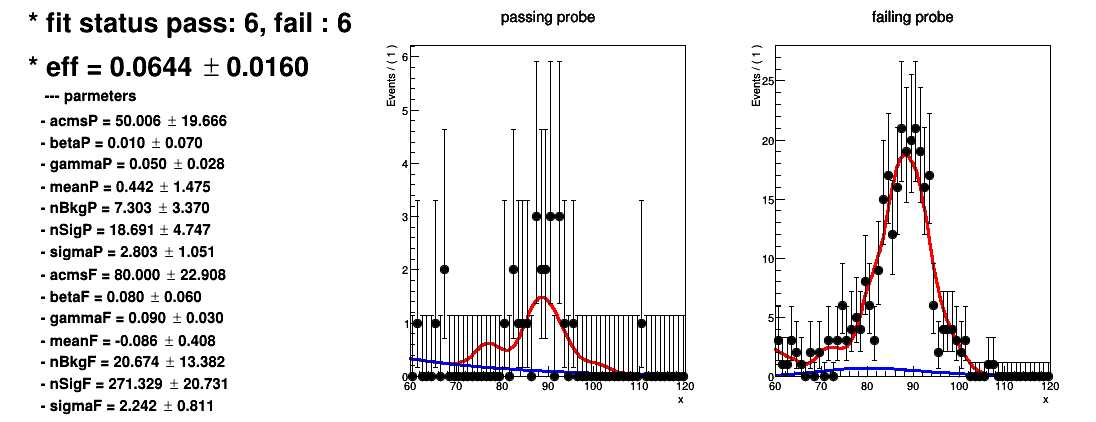 * fit status pass: 6, fail : 6
* eff = 0.0644 ± 0.0160
--- parmeters
- acmsP = 50.006 ± 19.666
- betaP = 0.010 ± 0.070
- gammaP = 0.050 ± 0.028
- meanP = 0.442 ± 1.475
- nBkgP = 7.303 ± 3.370
- nSigP = 18.691 ± 4.747
- sigmaP = 2.803 ± 1.051
- acmsF = 80.000 ± 22.908
- betaF = 0.080 ± 0.060
- gammaF = 0.090 ± 0.030
- meanF = -0.086 ± 0.408
- nBkgF = 20.674 ± 13.382
- nSigF = 271.329 ± 20.731
- sigmaF = 2.242 ± 0.811
passing probe
Events / ( 1 )
6
5
4
3
2
1
0
60 70 80 90 100 110 120
x
failing probe
Events / ( 1 )
25
20
15
10
5
0
60 70 80 90 100 110 120
x